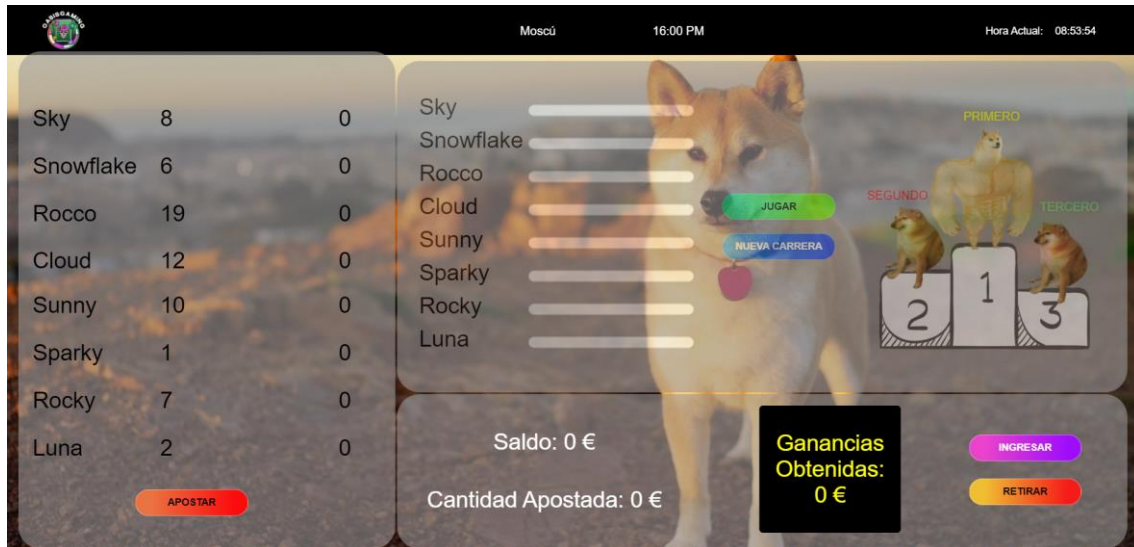 OASIBGAMING
Moscú 16:00 PM Hora Actual: 08:53:54
Sky 8 0
Snowflake 6 0
Rocco 19 0
Cloud 12 0
Sunny 10 0
Sparky 1 0
Rocky 7 0
Luna 2 0
APOSTAR
Sky
Snowflake
Rocco
Cloud
Sunny
Sparky
Rocky
Luna
JUGAR
NUEVA CARRERA
PRIMERO
SEGUNDO
TERCERO
1
2
3
Saldo: 0 €
Cantidad Apostada: 0 €
Ganancias
Obtenidas:
0 €
INGRESAR
RETIRAR